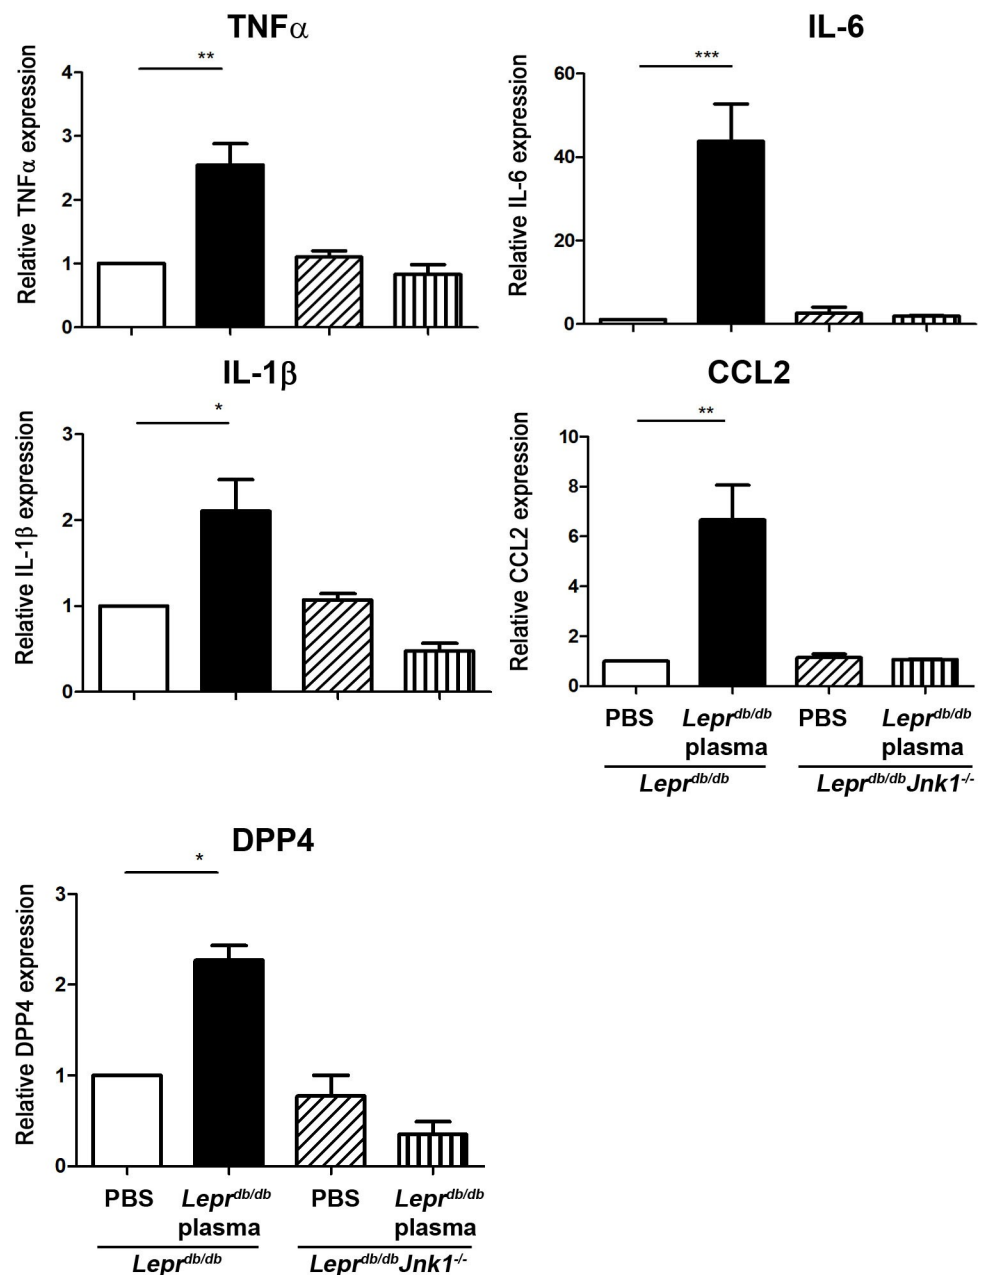 TNFα
Relative TNFα expression
**
4
3
2
1
0
IL-6
Relative IL-6 expression
***
60
40
20
0
IL-1β
Relative IL-1β expression
*
3
2
1
0
CCL2
Relative CCL2 expression
**
10
8
6
4
2
0
PBS Lepr^db/db PBS Lepr^db/db
plasma plasma
Lepr^db/db Lepr^db/db Jnk1^-/-
DPP4
Relative DPP4 expression
*
3
2
1
0
PBS Lepr^db/db PBS Lepr^db/db
plasma plasma
Lepr^db/db Lepr^db/db Jnk1^-/-